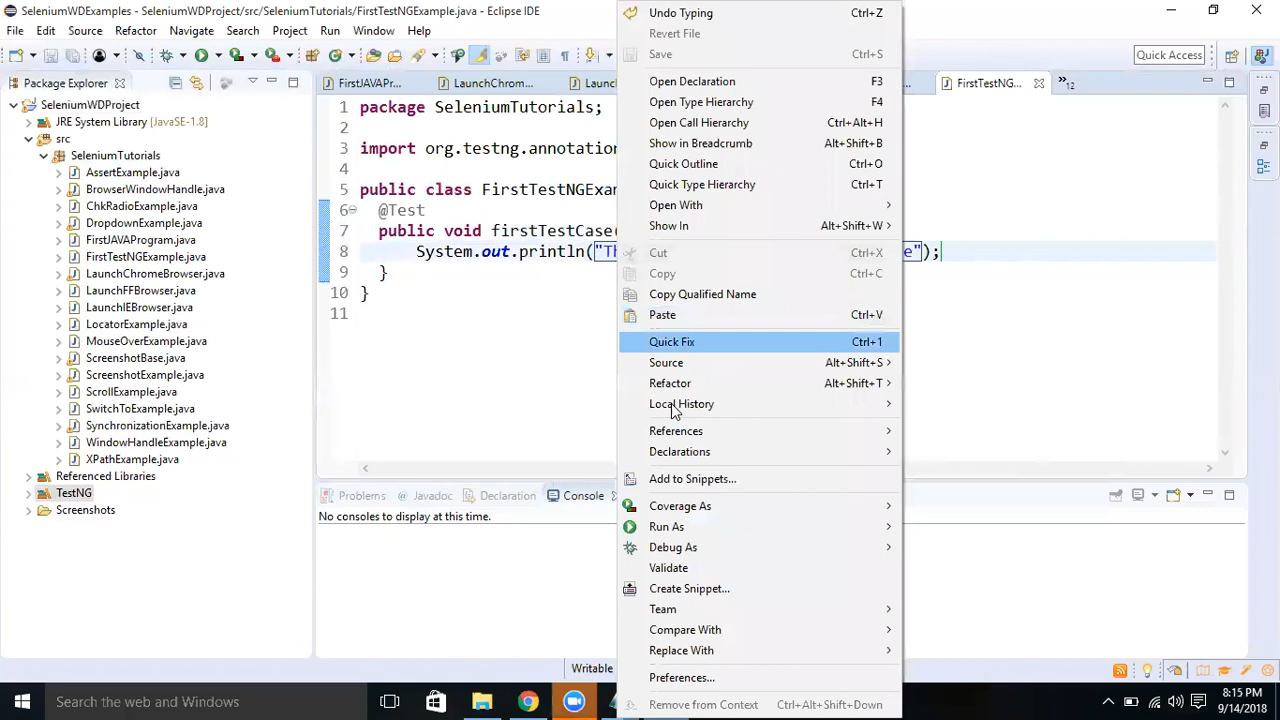 SeleniumWDExamples - SeleniumWDProject/src/SeleniumTutorials/FirstTestNGExample.java - Eclipse IDE
File Edit Source Refactor Navigate Search Project Run Window Help
Quick Access
Package Explorer
SeleniumWDProject
JRE System Library [JavaSE-1.8]
src
SeleniumTutorials
AssertExample.java
BrowserWindowHandle.java
ChkRadioExample.java
DropdownExample.java
FirstJAVAProgram.java
FirstTestNGExample.java
LaunchChromeBrowser.java
LaunchFFBrowser.java
LaunchIEBrowser.java
LocatorExample.java
MouseOverExample.java
ScreenshotBase.java
ScreenshotExample.java
ScrollExample.java
SwitchToExample.java
SynchronizationExample.java
WindowHandleExample.java
XPathExample.java
Referenced Libraries
TestNG
Screenshots
FirstJAVAPr... LaunchChrom... Laun FirstTestNG... »12
1 package SeleniumTutorials;
2
3 import org.testng.annotation
4
5 public class FirstTestNGExa
6 @Test
7 public void firstTestCase(
8 System.out.println("Th e");
9 }
10 }
11
Undo Typing Ctrl+Z
Revert File
Save Ctrl+S
Open Declaration F3
Open Type Hierarchy F4
Open Call Hierarchy Ctrl+Alt+H
Show in Breadcrumb Alt+Shift+B
Quick Outline Ctrl+O
Quick Type Hierarchy Ctrl+T
Open With
Show In Alt+Shift+W
Cut Ctrl+X
Copy Ctrl+C
Copy Qualified Name
Paste Ctrl+V
Quick Fix Ctrl+1
Source Alt+Shift+S
Refactor Alt+Shift+T
Local History
References
Declarations
Add to Snippets...
Coverage As
Run As
Debug As
Validate
Create Snippet...
Team
Compare With
Replace With
Preferences...
Remove from Context Ctrl+Alt+Shift+Down
Problems Javadoc Declaration Console
No consoles to display at this time.
Writable
Search the web and Windows
8:15 PM
9/14/2018